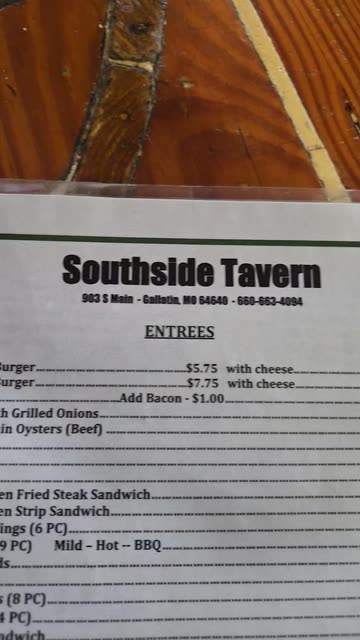 Southside Tavern
903 S Main - Gallatin, MO 64640 - 660-663-4094
ENTREES
urger...$5.75 with cheese...
urger...$7.75 with cheese...
...Add Bacon - $1.00...
h Grilled Onions...
in Oysters (Beef) ...
en Fried Steak Sandwich...
en Strip Sandwich...
ings (6 PC)...
9 PC) Mild – Hot -- BBQ...
ds...
s (8 PC)...
4 PC)...
ndwich...